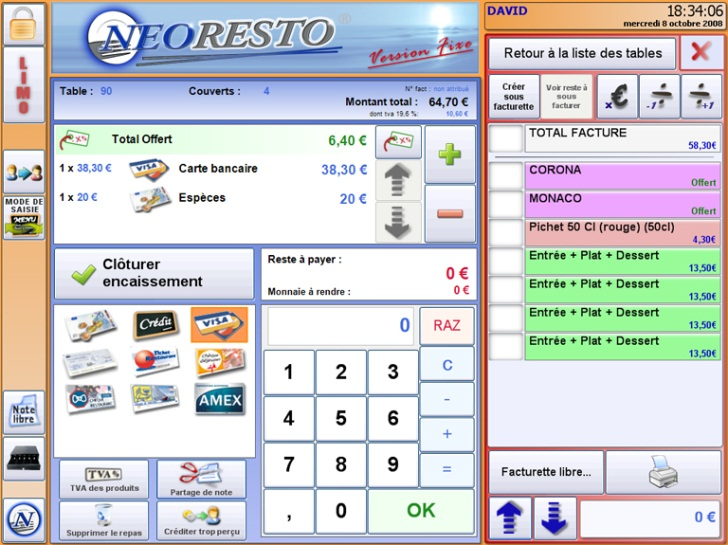 LIMO
MODE DE
SAISIE
MENU
Note
libre
N
NEORESTO®
Version Fixe
Table : 90
Couverts : 4
N° fact : non attribué
Montant total : 64,70 €
dont tva 19,6 %: 10,60 €
Total Offert 6,40 €
1 x 38,30 € Carte bancaire 38,30 €
1 x 20 € Espèces 20 €
Clôturer
encaissement
Reste à payer :
0 €
Monnaie à rendre : 0 €
Crédit
VISA
AMEX
TVA%
TVA des produits
Partage de note
Supprimer le repas
Créditer trop perçu
0
RAZ
1 2 3 C
4 5 6 -
+
7 8 9 =
, 0 OK
DAVID
18:34:06
mercredi 8 octobre 2008
Retour à la liste des tables
X
Créer
sous
facturette
Voir reste à
sous
facturer
x €
-1
+1
TOTAL FACTURE
58,30€
CORONA
Offert
MONACO
Offert
Pichet 50 Cl (rouge) (50cl)
4,30€
Entrée + Plat + Dessert
13,50€
Entrée + Plat + Dessert
13,50€
Entrée + Plat + Dessert
13,50€
Entrée + Plat + Dessert
13,50€
Facturette libre...
0 €